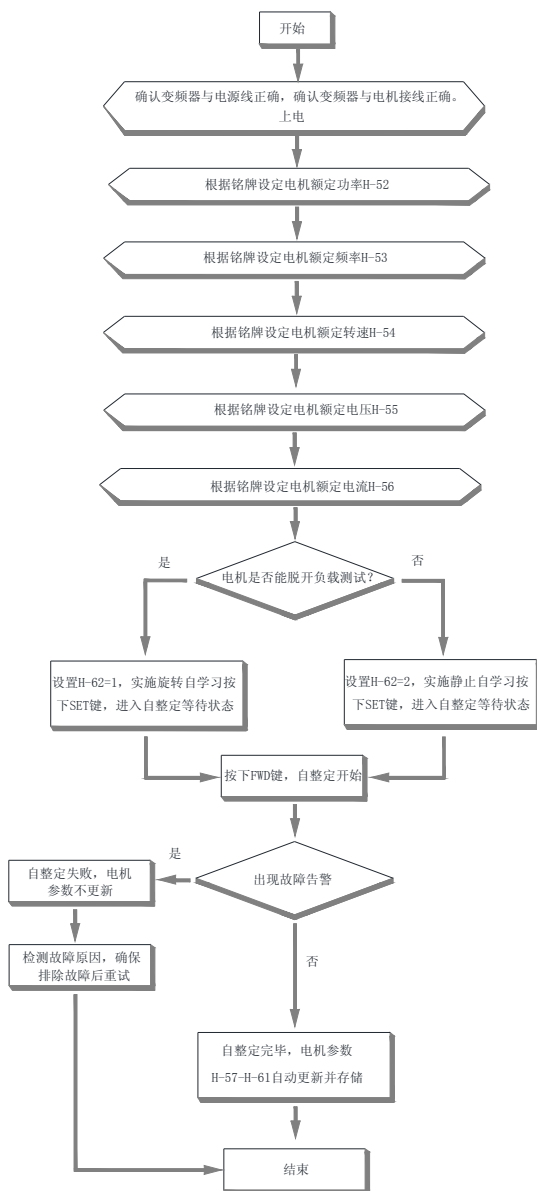 开始
确认变频器与电源线正确，确认变频器与电机接线正确。
上电
根据铭牌设定电机额定功率H-52
根据铭牌设定电机额定频率H-53
根据铭牌设定电机额定转速H-54
根据铭牌设定电机额定电压H-55
根据铭牌设定电机额定电流H-56
电机是否能脱开负载测试?
是
否
设置H-62=1，实施旋转自学习按
下SET键，进入自整定等待状态
设置H-62=2，实施静止自学习按
下SET键，进入自整定等待状态
按下FWD键，自整定开始
出现故障告警
是
自整定失败，电机
参数不更新
检测故障原因，确保
排除故障后重试
否
自整定完毕，电机参数
H-57-H-61自动更新并存储
结束